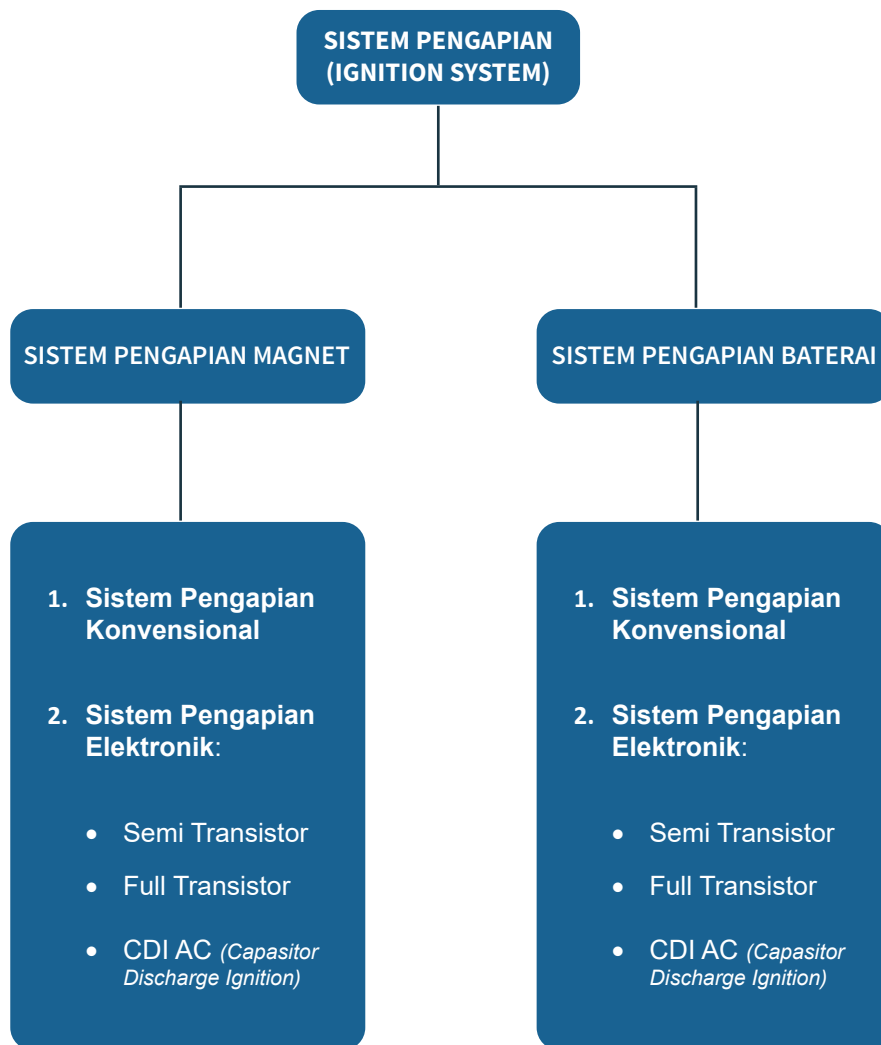 SISTEM PENGAPIAN
(IGNITION SYSTEM)
SISTEM PENGAPIAN MAGNET
SISTEM PENGAPIAN BATERAI
1. Sistem Pengapian
Konvensional
2. Sistem Pengapian
Elektronik:
• Semi Transistor
• Full Transistor
• CDI AC (Capasitor
Discharge Ignition)
1. Sistem Pengapian
Konvensional
2. Sistem Pengapian
Elektronik:
• Semi Transistor
• Full Transistor
• CDI AC (Capasitor
Discharge Ignition)